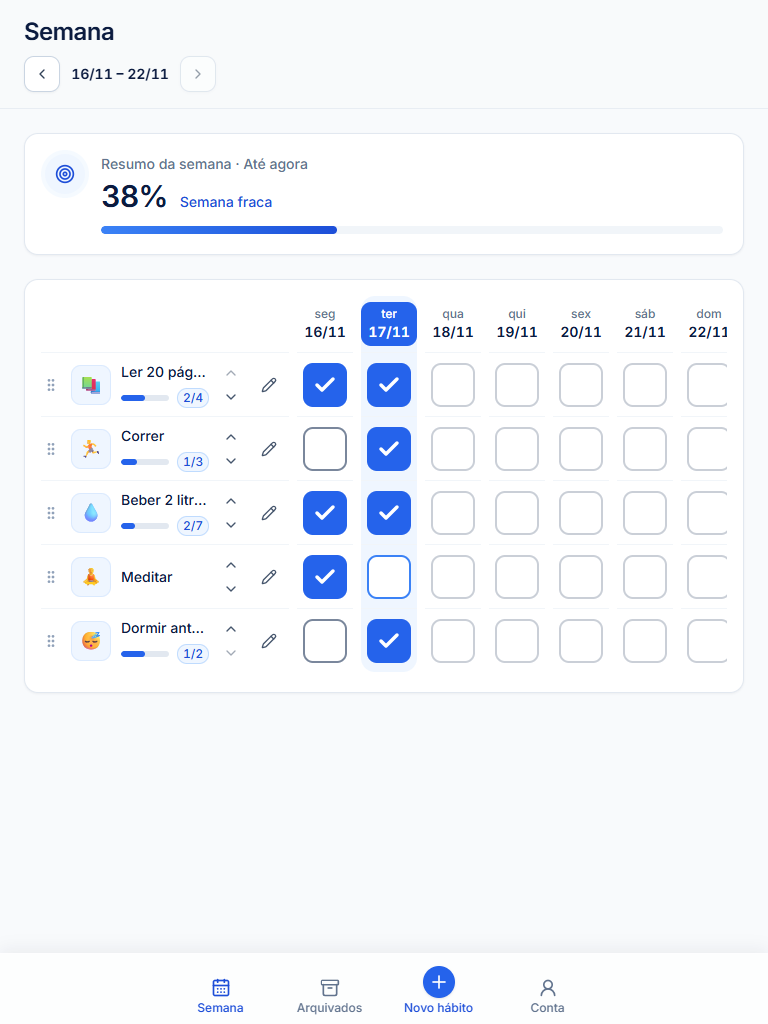 Semana
16/11 – 22/11
Resumo da semana · Até agora
38% Semana fraca
seg ter qua qui sex sáb dom
16/11 17/11 18/11 19/11 20/11 21/11 22/11
Ler 20 pág...
2/4
Correr
1/3
Beber 2 litr...
2/7
Meditar
Dormir ant...
1/2
Semana Arquivados Novo hábito Conta